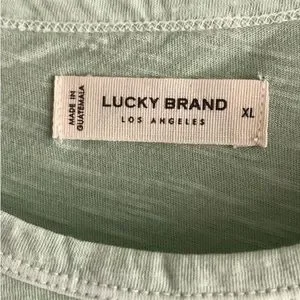 MADE IN
GUATEMALA
LUCKY BRAND
LOS ANGELES
XL